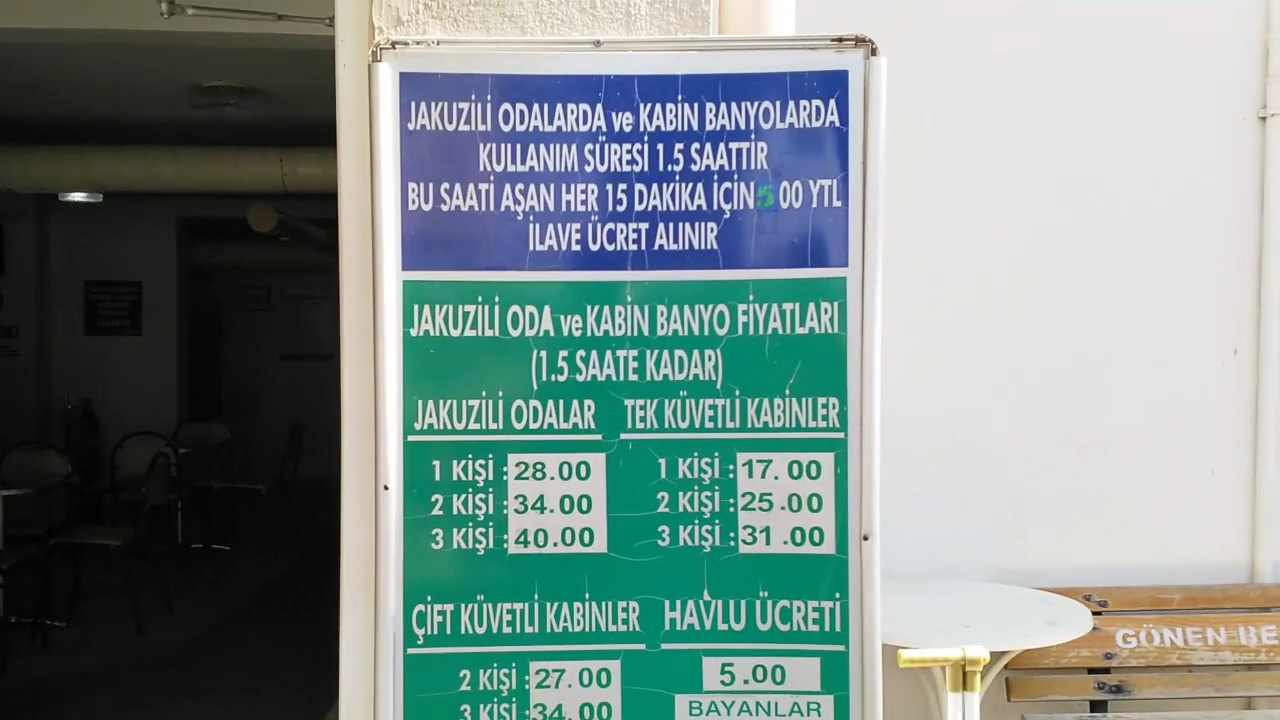 JAKUZİLİ ODALARDA ve KABİN BANYOLARDA
KULLANIM SÜRESİ 1.5 SAATTİR
BU SAATİ AŞAN HER 15 DAKİKA İÇİN 5 00 YTL
İLAVE ÜCRET ALINIR
JAKUZİLİ ODA ve KABİN BANYO FİYATLARI
(1.5 SAATE KADAR)
JAKUZİLİ ODALAR
1 KİŞİ : 28.00
2 KİŞİ : 34.00
3 KİŞİ : 40.00
TEK KÜVETLİ KABİNLER
1 KİŞİ : 17.00
2 KİŞİ : 25.00
3 KİŞİ : 31.00
ÇİFT KÜVETLİ KABİNLER
2 KİŞİ : 27.00
3 KİŞİ : 34.00
HAVLU ÜCRETİ
5.00
BAYANLAR
GÖNEN BE